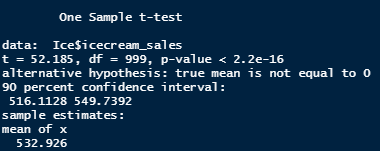 One Sample t-test
data:  Ice$icecream_sales
t = 52.185, df = 999, p-value < 2.2e-16
alternative hypothesis: true mean is not equal to 0
90 percent confidence interval:
516.1128 549.7392
sample estimates:
mean of x
532.926